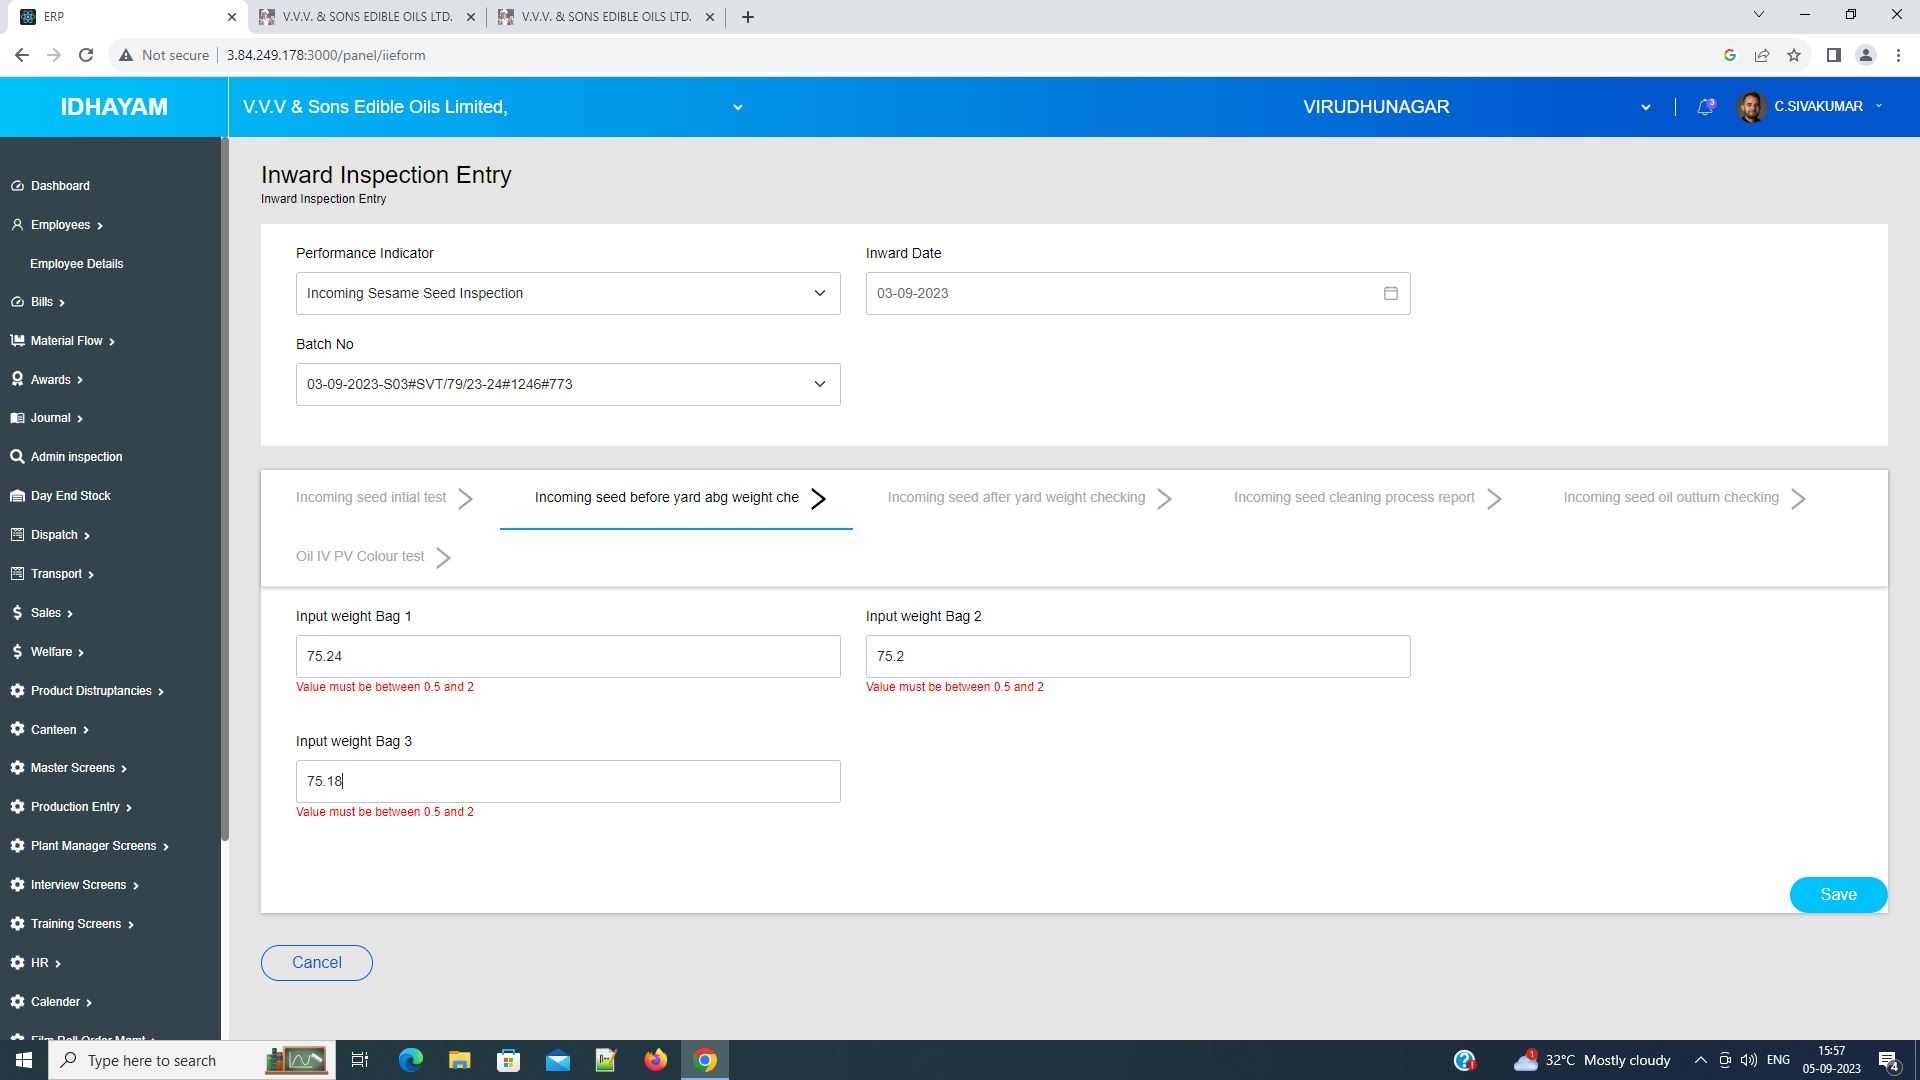 ERP
V.V.V. & SONS EDIBLE OILS LTD.
V.V.V. & SONS EDIBLE OILS LTD.
Not secure
3.84.249.178:3000/panel/iieform
IDHAYAM
V.V.V & Sons Edible Oils Limited,
VIRUDHUNAGAR
3
C.SIVAKUMAR
Dashboard
Employees
Employee Details
Bills
Material Flow
Awards
Journal
Admin inspection
Day End Stock
Dispatch
Transport
Sales
Welfare
Product Distruptancies
Canteen
Master Screens
Production Entry
Plant Manager Screens
Interview Screens
Training Screens
HR
Calender
Film Roll Order Mgmt
Inward Inspection Entry
Inward Inspection Entry
Performance Indicator
Incoming Sesame Seed Inspection
Inward Date
03-09-2023
Batch No
03-09-2023-S03#SVT/79/23-24#1246#773
Incoming seed intial test
Incoming seed before yard abg weight che
Incoming seed after yard weight checking
Incoming seed cleaning process report
Incoming seed oil outturn checking
Oil IV PV Colour test
Input weight Bag 1
75.24
Value must be between 0.5 and 2
Input weight Bag 2
75.2
Value must be between 0.5 and 2
Input weight Bag 3
75.18
Value must be between 0.5 and 2
Save
Cancel
Type here to search
1
32°C Mostly cloudy
ENG
15:57
05-09-2023
4